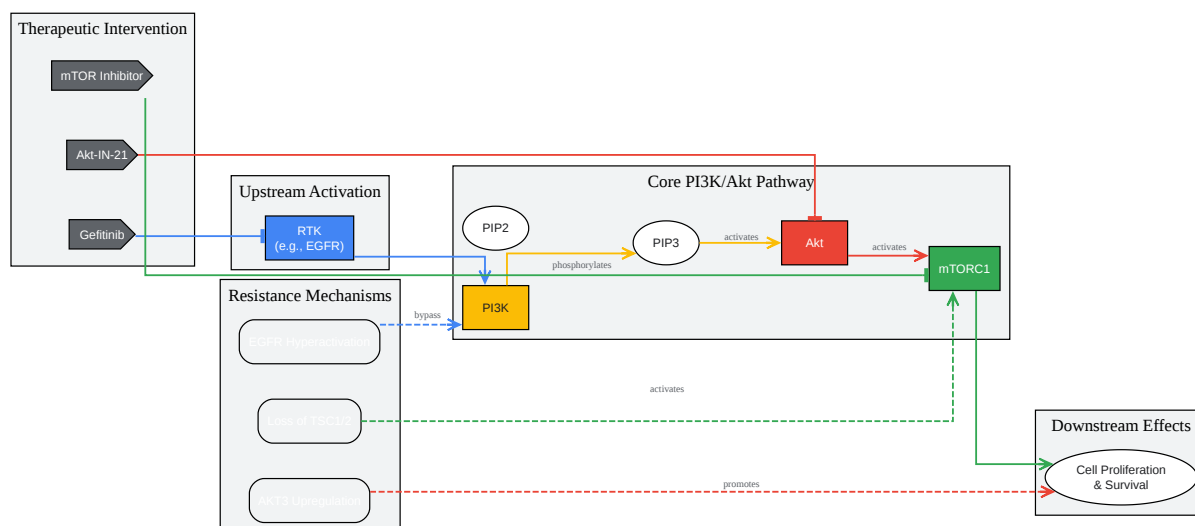 Therapeutic Intervention
mTOR Inhibitor
Akt-IN-21
Gefitinib
Upstream Activation
RTK
(e.g., EGFR)
Core PI3K/Akt Pathway
PIP2
PIP3
activates
Akt
activates
mTORC1
phosphorylates
PI3K
Resistance Mechanisms
EGFR Hyperactivation
bypass
Loss of TSC1/2
activates
AKT3 Upregulation
promotes
Downstream Effects
Cell Proliferation
& Survival